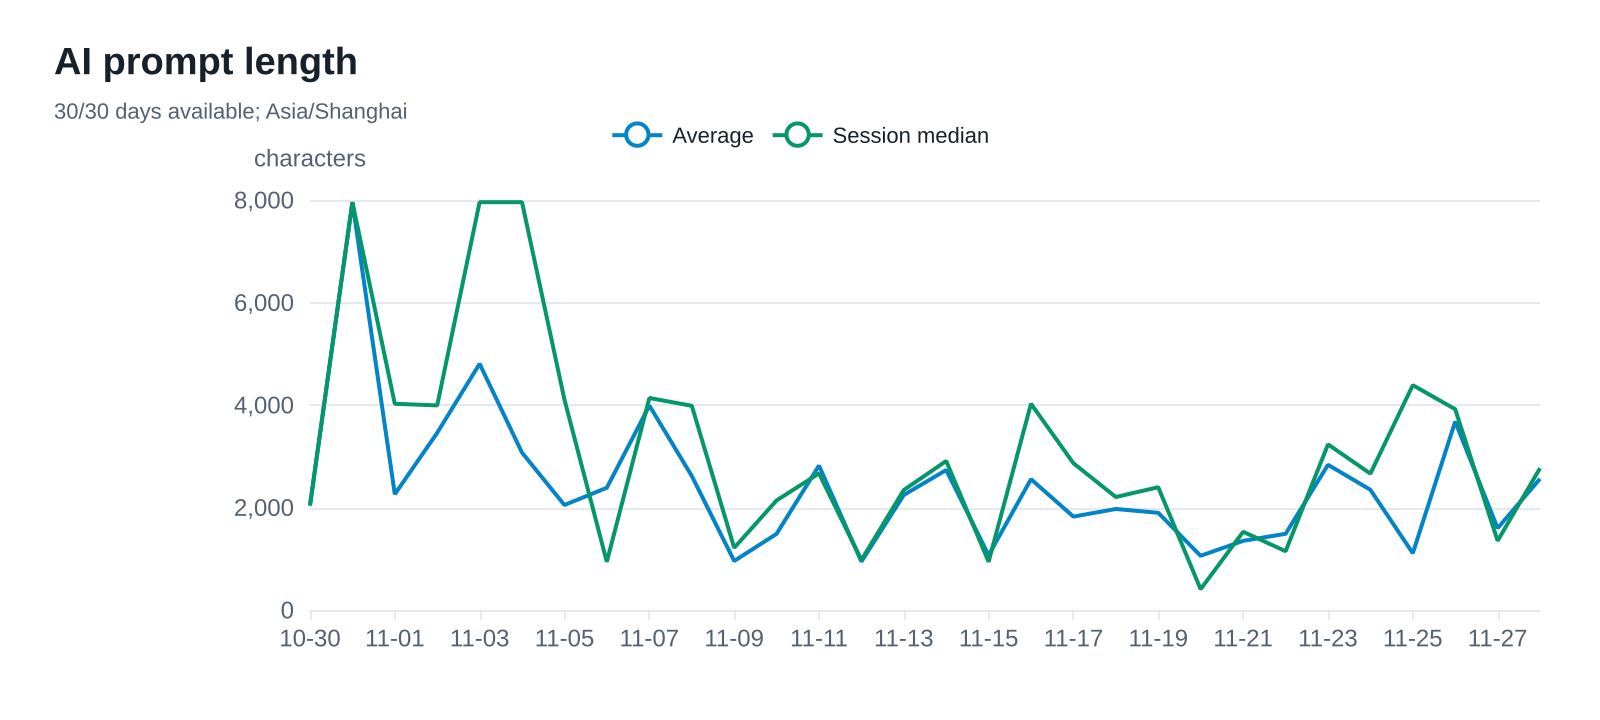 AI prompt length
30/30 days available; Asia/Shanghai
Average Session median
characters
8,000
6,000
4,000
2,000
0
10-30 11-01 11-03 11-05 11-07 11-09 11-11 11-13 11-15 11-17 11-19 11-21 11-23 11-25 11-27